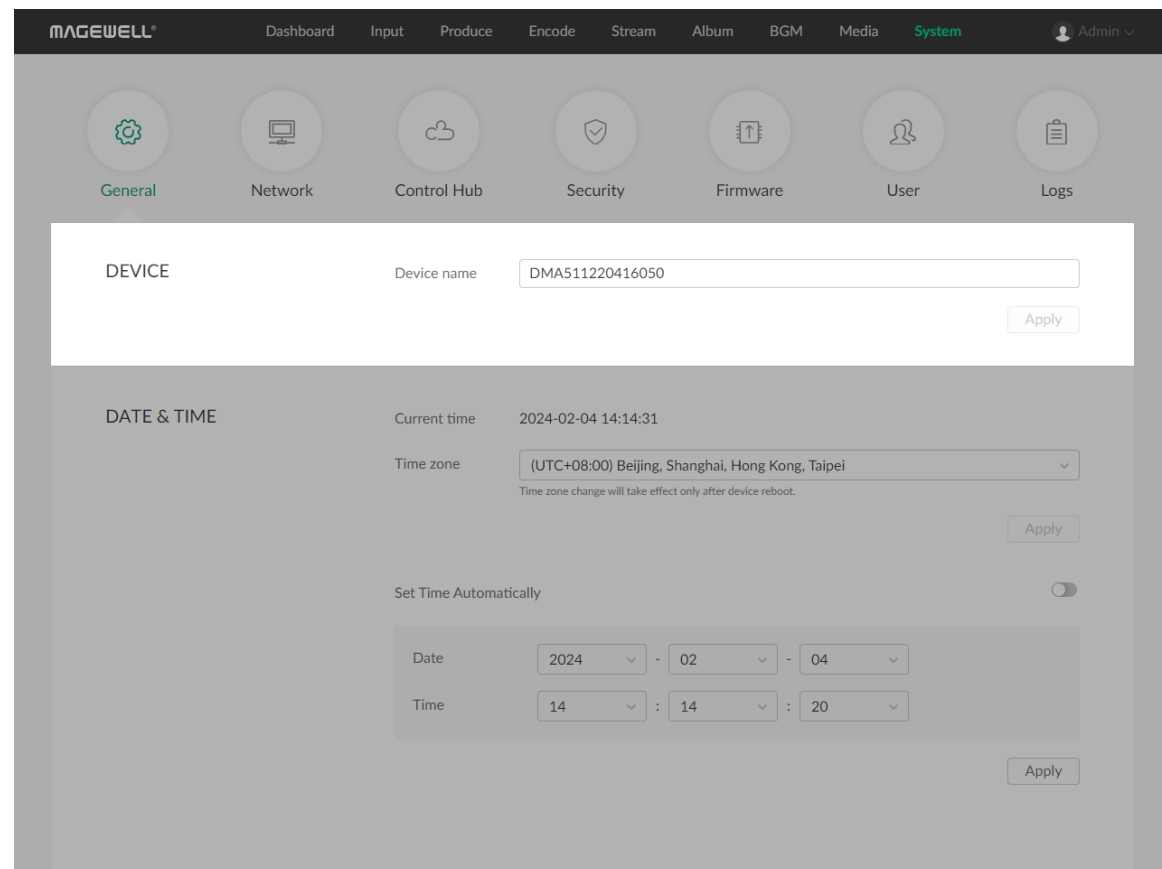 MAGEWELL® Dashboard Input Produce Encode Stream Album BGM Media System Admin
General Network Control Hub Security Firmware User Logs
DEVICE Device name DMA511220416050
Apply
DATE & TIME Current time 2024-02-04 14:14:31
Time zone (UTC+08:00) Beijing, Shanghai, Hong Kong, Taipei
Time zone change will take effect only after device reboot.
Apply
Set Time Automatically
Date 2024 - 02 - 04
Time 14 : 14 : 20
Apply